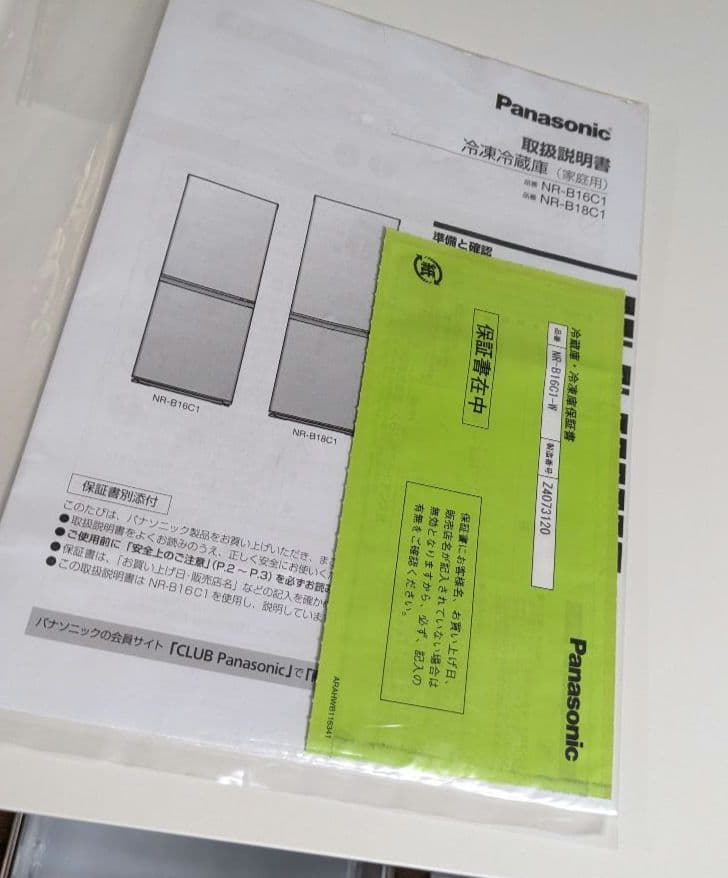 Panasonic
取扱説明書
冷凍冷蔵庫（家庭用）
品番 NR-B16C1
品番 NR-B18C1
準備と確認
NR-B16C1
NR-B18C1
保証書別添付
このたびは、パナソニック製品をお買い上げいただき、ま
●取扱説明書をよくお読みのうえ、正しく安全にお使いく
●ご使用前に「安全上のご注意」(P.2～P.3)を必ずお読み
●保証書は、「お買い上げ日・販売店名」などの記入を確か
●この取扱説明書は NR-B16C1を使用し、説明していま
パナソニックの会員サイト「CLUB Panasonic」で「
紙
冷蔵庫・冷凍庫保証書
品番 NR-B16C1-W 製造番号 Z4073120
保証書在中
保証書にお客様名、お買い上げ日、
販売店名が記入されていない場合は
無効となりますから、必ず、記入の
有無をご確認ください。
Panasonic
ARAHWB116341